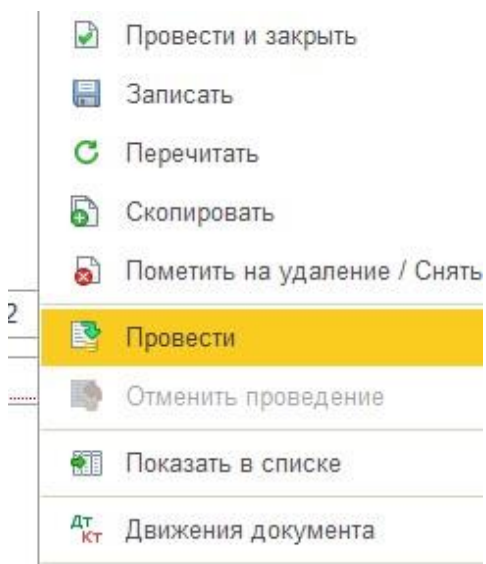 Провести и закрыть
Записать
Перечитать
Скопировать
Пометить на удаление / Снять
2
Провести
Отменить проведение
Показать в списке
Дт Кт Движения документа